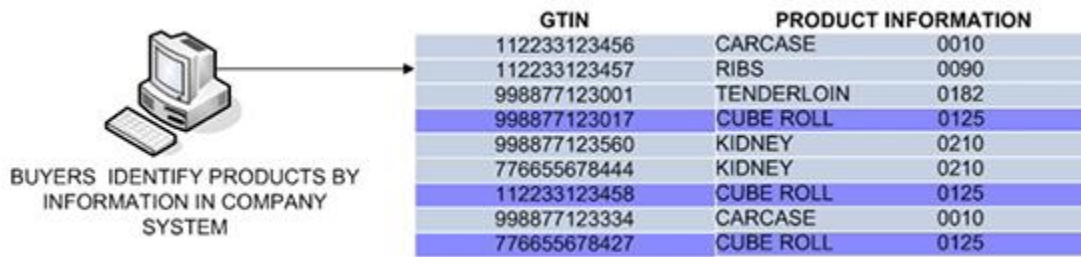 GTIN PRODUCT INFORMATION
112233123456 CARCASE 0010
112233123457 RIBS 0090
998877123001 TENDERLOIN 0182
998877123017 CUBE ROLL 0125
998877123560 KIDNEY 0210
776655678444 KIDNEY 0210
112233123458 CUBE ROLL 0125
998877123334 CARCASE 0010
776655678427 CUBE ROLL 0125
BUYERS IDENTIFY PRODUCTS BY
INFORMATION IN COMPANY
SYSTEM